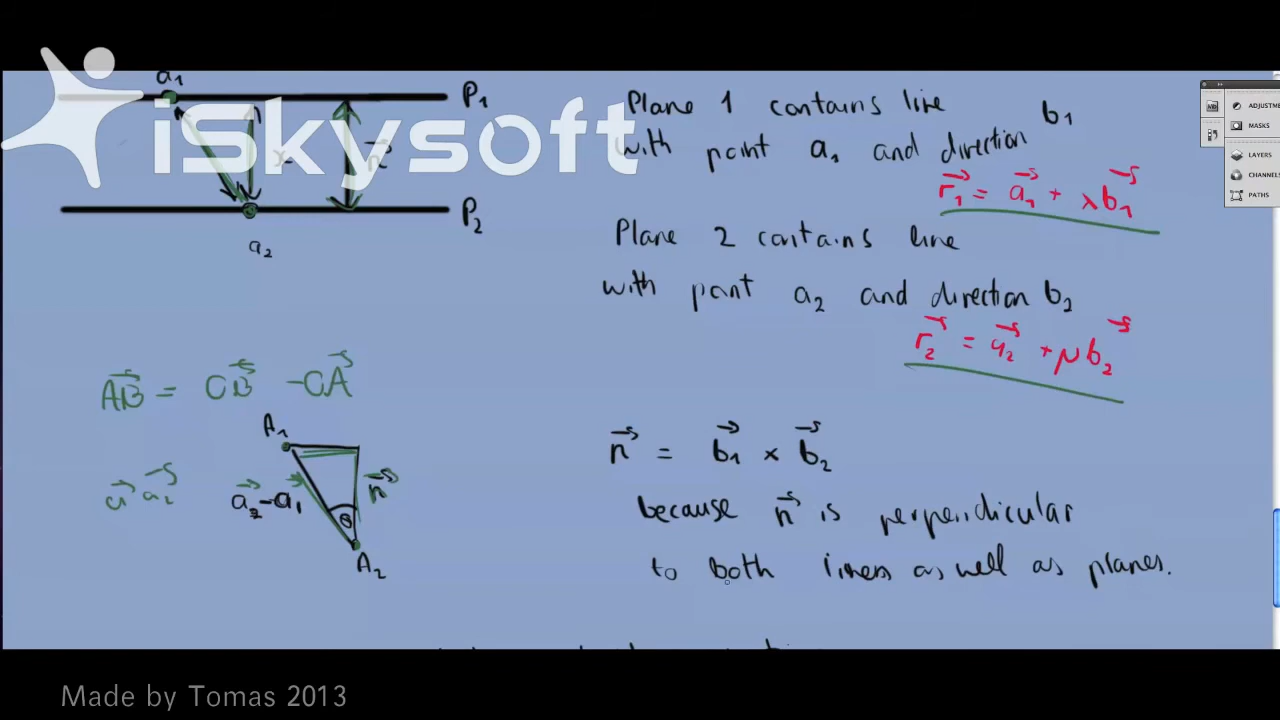 a1
P1
iSkysoft
x
n
P2
a2
Plane 1 contains line b1
with point a1 and direction
r1 = a1 + λb1
Plane 2 contains line
with point a2 and direction b2
r2 = a2 + μb2
AB = OB - OA
A1
a a2
a2-a1
n
θ
A2
n = b1 × b2
because n is perpendicular
to both lines as well as planes.
ADJUSTME
MASKS
LAYERS
CHANNEL
PATHS
Made by Tomas 2013